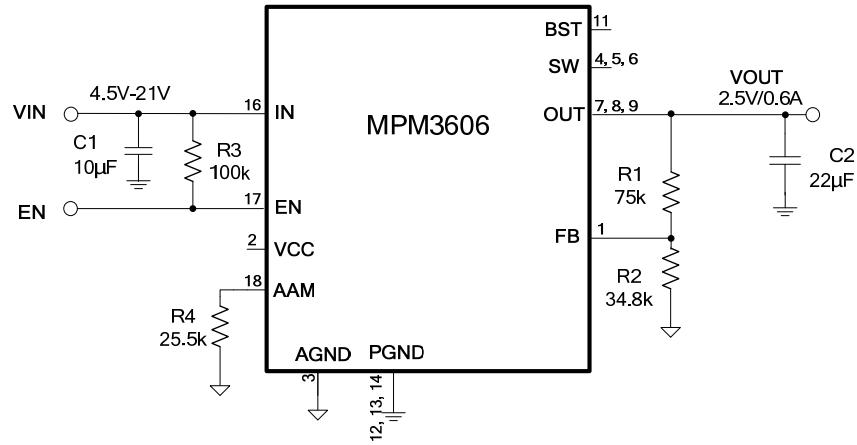 BST
11
SW
4, 5, 6
VOUT
2.5V/0.6A
4.5V-21V
VIN
16
IN
MPM3606
OUT
7, 8, 9
C1
10µF
R3
100k
R1
75k
C2
22µF
EN
17
EN
2
VCC
FB
1
18
AAM
R2
34.8k
R4
25.5k
AGND
PGND
3
12, 13, 14